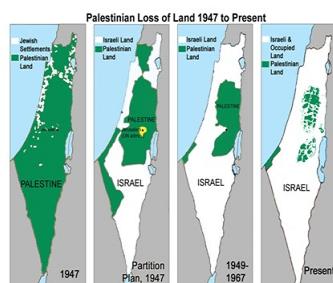 Palestinian Loss of Land 1947 to Present
Jewish
Settlements
Palestinian
Land
PALESTINE
1947
Israeli Land
Palestinian
Land
PALESTINE
ISRAEL
Partition
Plan, 1947
Israeli Land
Palestinian
Land
PALESTINE
ISRAEL
1949-
1967
Israeli &
Occupied
Land
Palestinian
Land
ISRAEL
Present